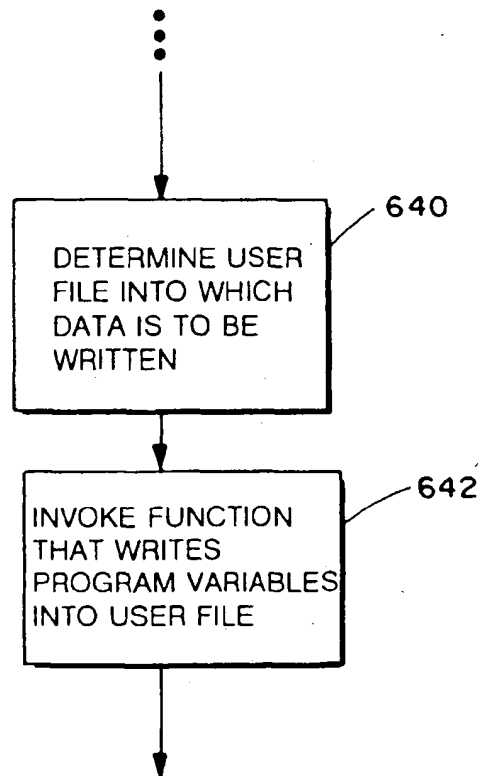 640
DETERMINE USER
FILE INTO WHICH
DATA IS TO BE
WRITTEN
642
INVOKE FUNCTION
THAT WRITES
PROGRAM VARIABLES
INTO USER FILE